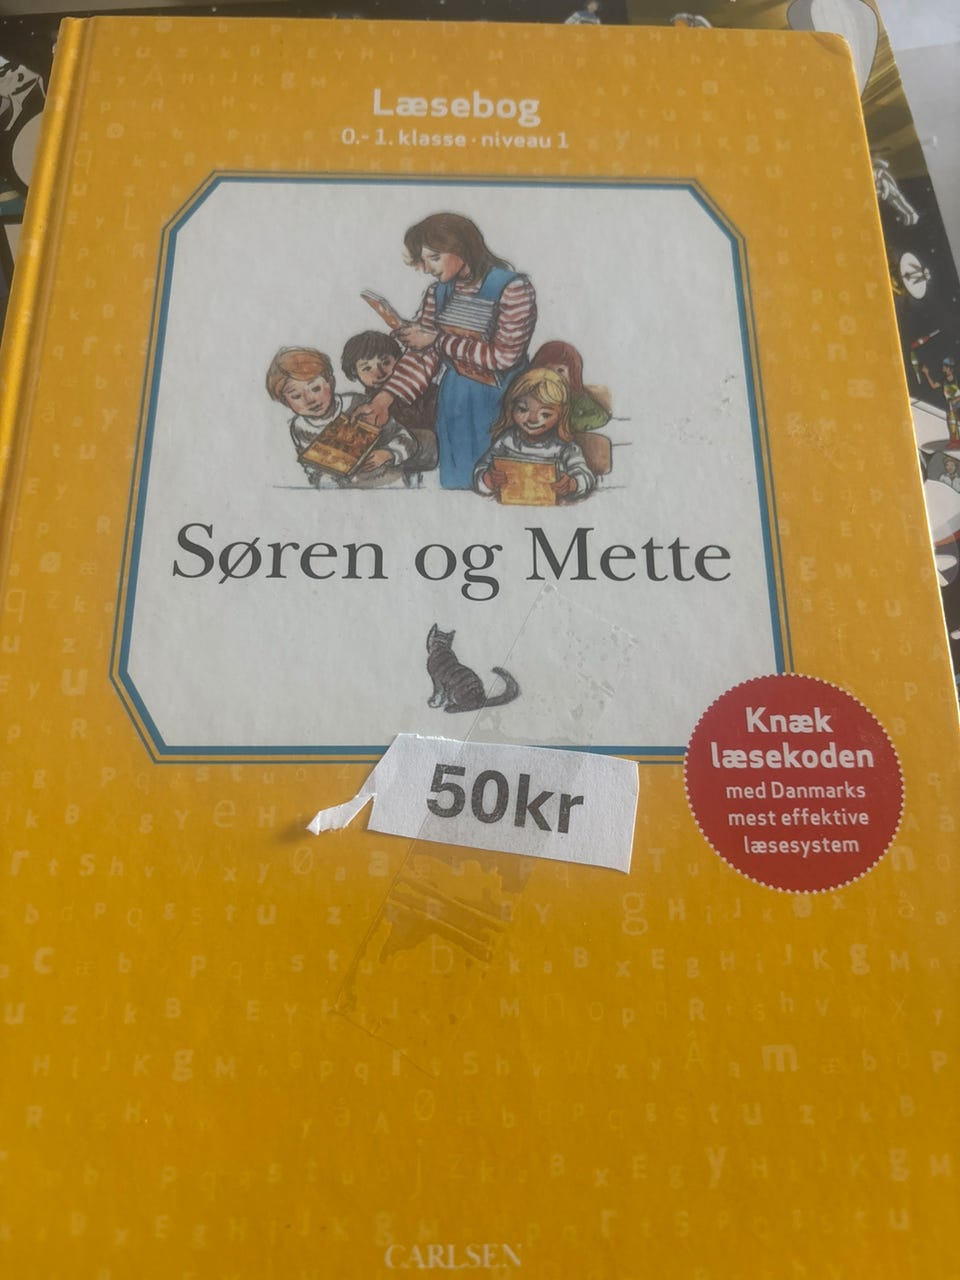 Læsebog
0.- 1. klasse · niveau 1
Søren og Mette
50kr
Knæk
læsekoden
med Danmarks
mest effektive
læsesystem
CARLSEN